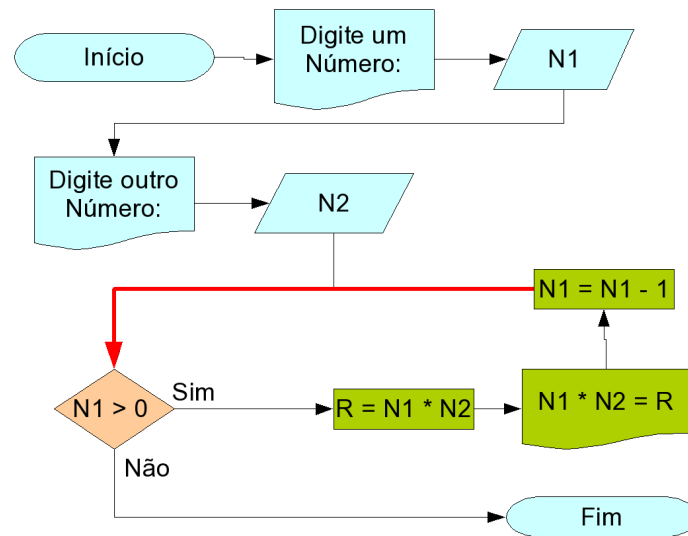 Início
Digite um
Número:
N1
Digite outro
Número:
N2
N1 = N1 - 1
N1 > 0
Sim
R = N1 * N2
N1 * N2 = R
Não
Fim